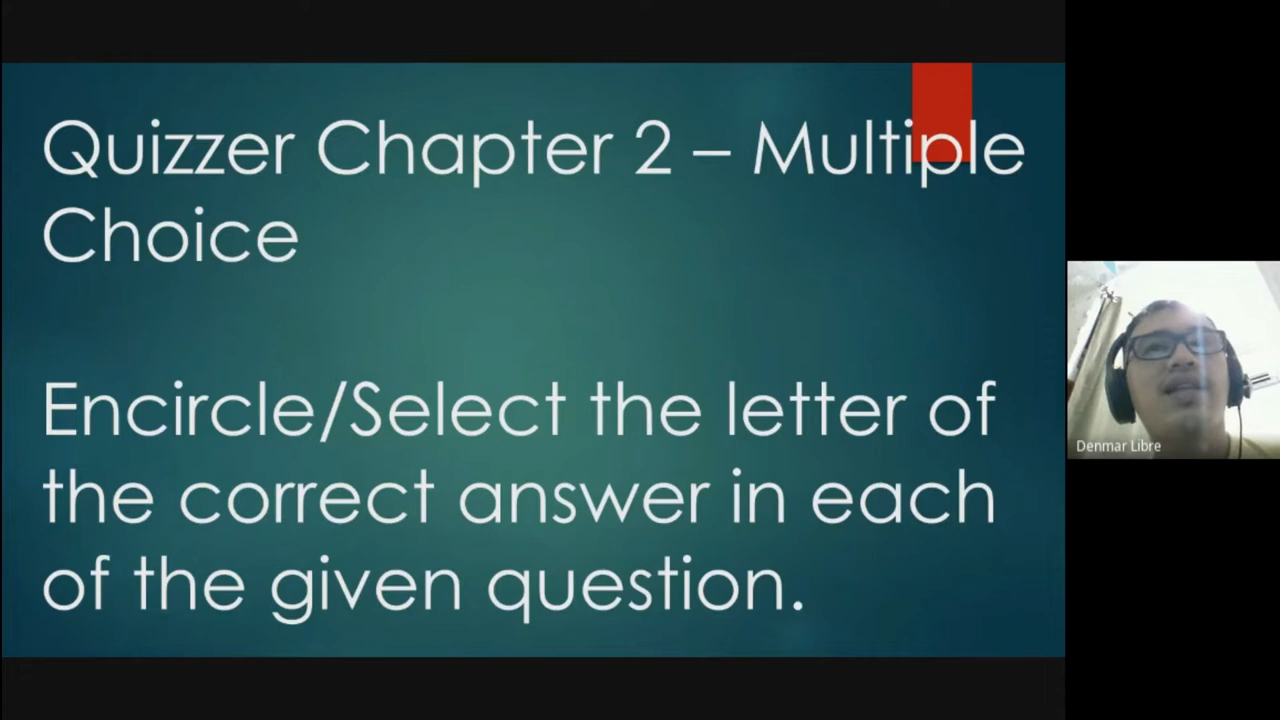 Quizzer Chapter 2 – Multiple
Choice
Encircle/Select the letter of
the correct answer in each
of the given question.
Denmar Libre